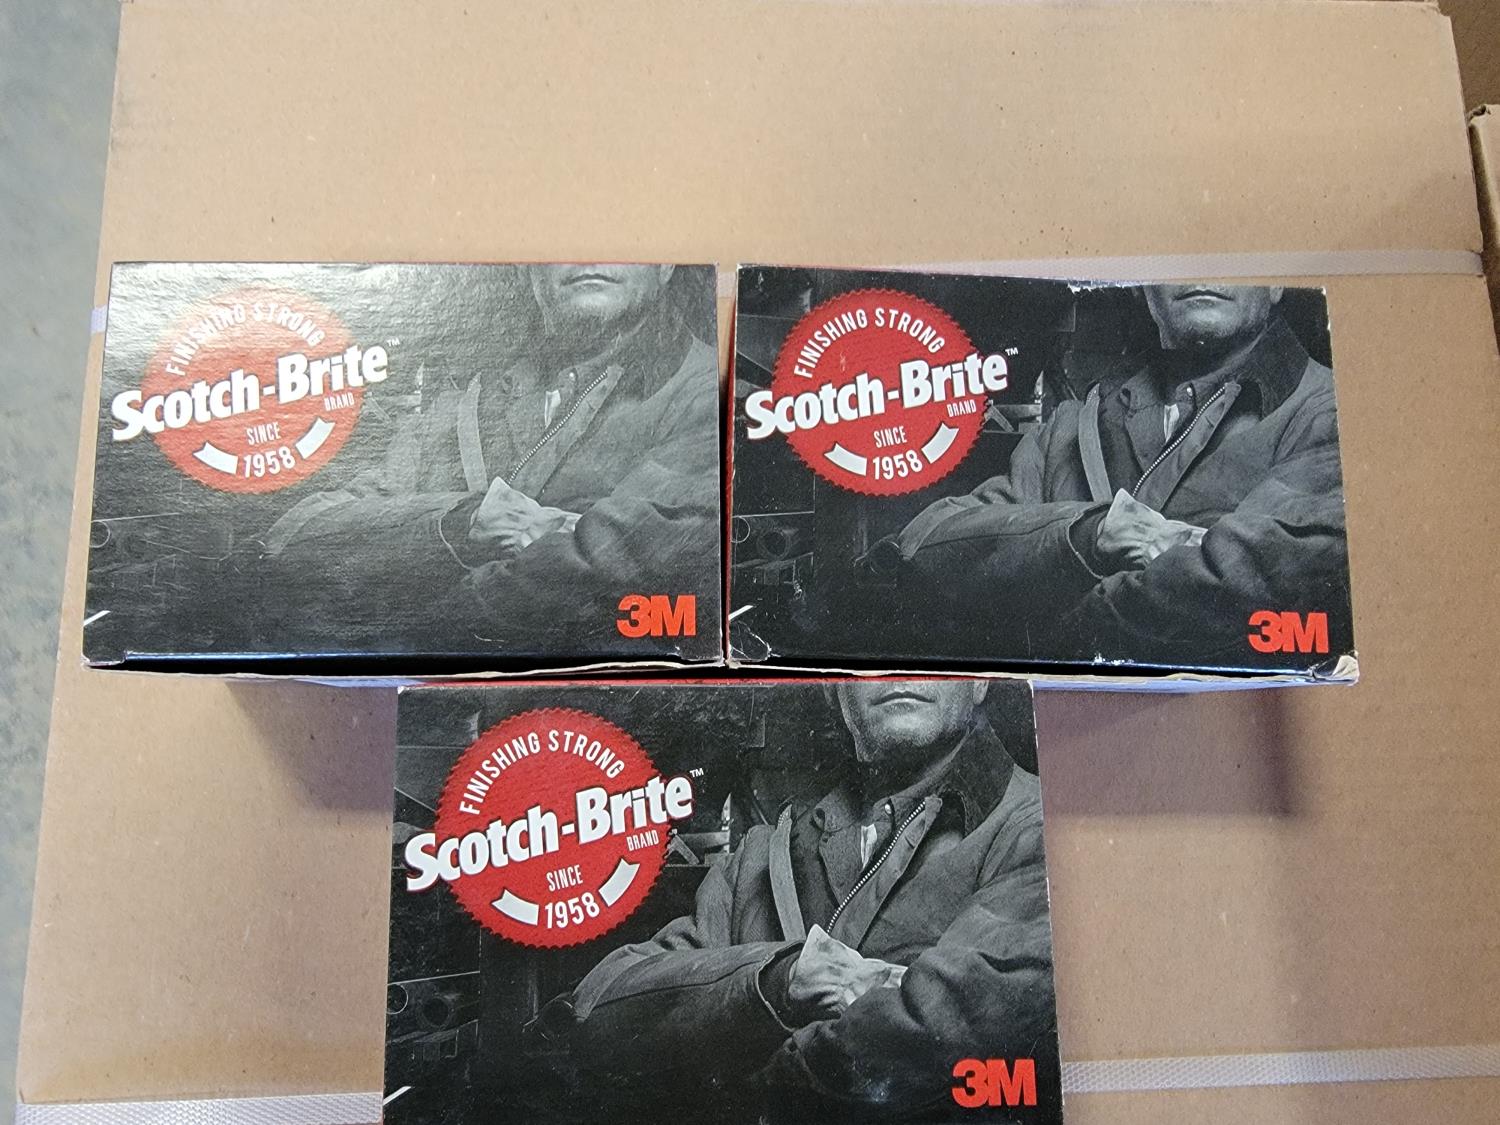 FINISHING STRONG
Scotch-Brite™
BRAND
SINCE
1958
3M
FINISHING STRONG
Scotch-Brite™
BRAND
SINCE
1958
3M
FINISHING STRONG
Scotch-Brite™
BRAND
SINCE
1958
3M